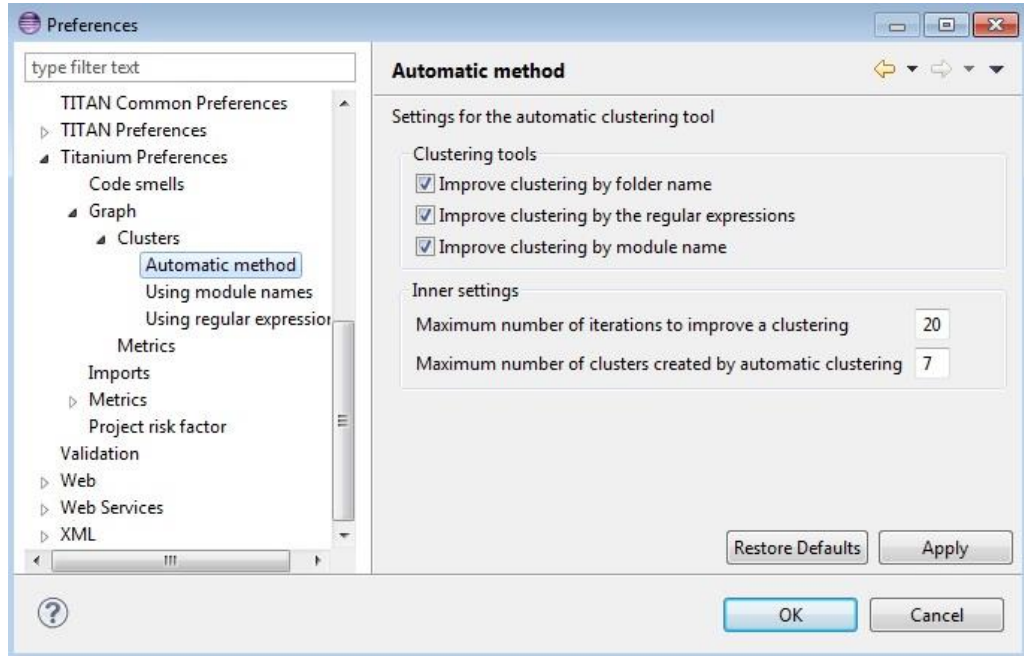 Preferences
type filter text
TITAN Common Preferences
TITAN Preferences
Titanium Preferences
Code smells
Graph
Clusters
Automatic method
Using module names
Using regular expression
Metrics
Imports
Metrics
Project risk factor
Validation
Web
Web Services
XML
Automatic method
Settings for the automatic clustering tool
Clustering tools
Improve clustering by folder name
Improve clustering by the regular expressions
Improve clustering by module name
Inner settings
Maximum number of iterations to improve a clustering 20
Maximum number of clusters created by automatic clustering 7
Restore Defaults Apply
OK Cancel